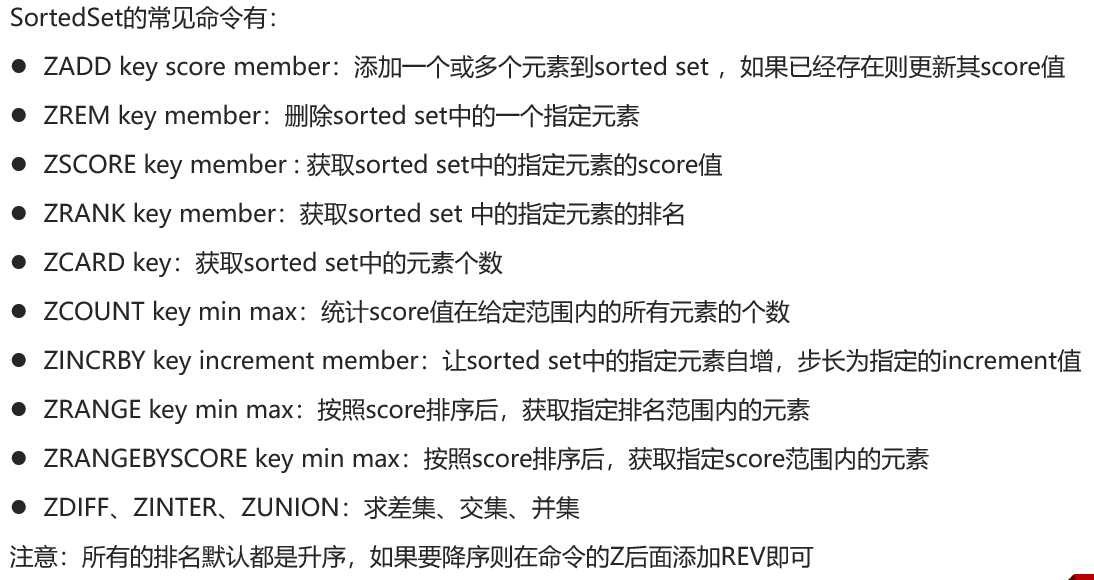 SortedSet的常见命令有：
● ZADD key score member：添加一个或多个元素到sorted set ，如果已经存在则更新其score值
● ZREM key member：删除sorted set中的一个指定元素
● ZSCORE key member : 获取sorted set中的指定元素的score值
● ZRANK key member：获取sorted set 中的指定元素的排名
● ZCARD key：获取sorted set中的元素个数
● ZCOUNT key min max：统计score值在给定范围内的所有元素的个数
● ZINCRBY key increment member：让sorted set中的指定元素自增，步长为指定的increment值
● ZRANGE key min max：按照score排序后，获取指定排名范围内的元素
● ZRANGEBYSCORE key min max：按照score排序后，获取指定score范围内的元素
● ZDIFF、ZINTER、ZUNION：求差集、交集、并集
注意：所有的排名默认都是升序，如果要降序则在命令的Z后面添加REV即可